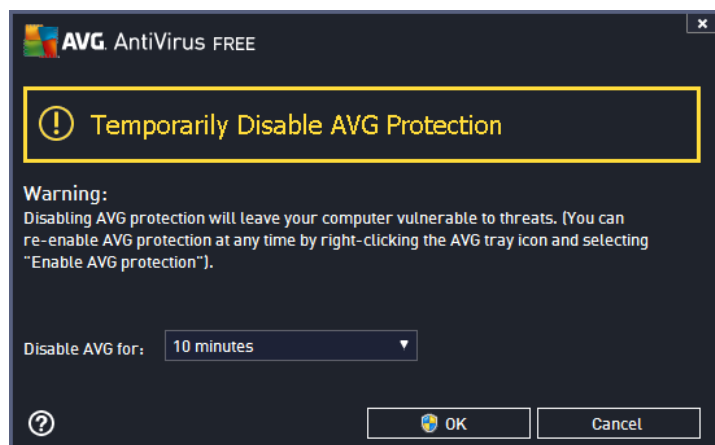 AVG. AntiVirus FREE
Temporarily Disable AVG Protection
Warning:
Disabling AVG protection will leave your computer vulnerable to threats. (You can
re-enable AVG protection at any time by right-clicking the AVG tray icon and selecting
"Enable AVG protection").
Disable AVG for: 10 minutes
OK Cancel